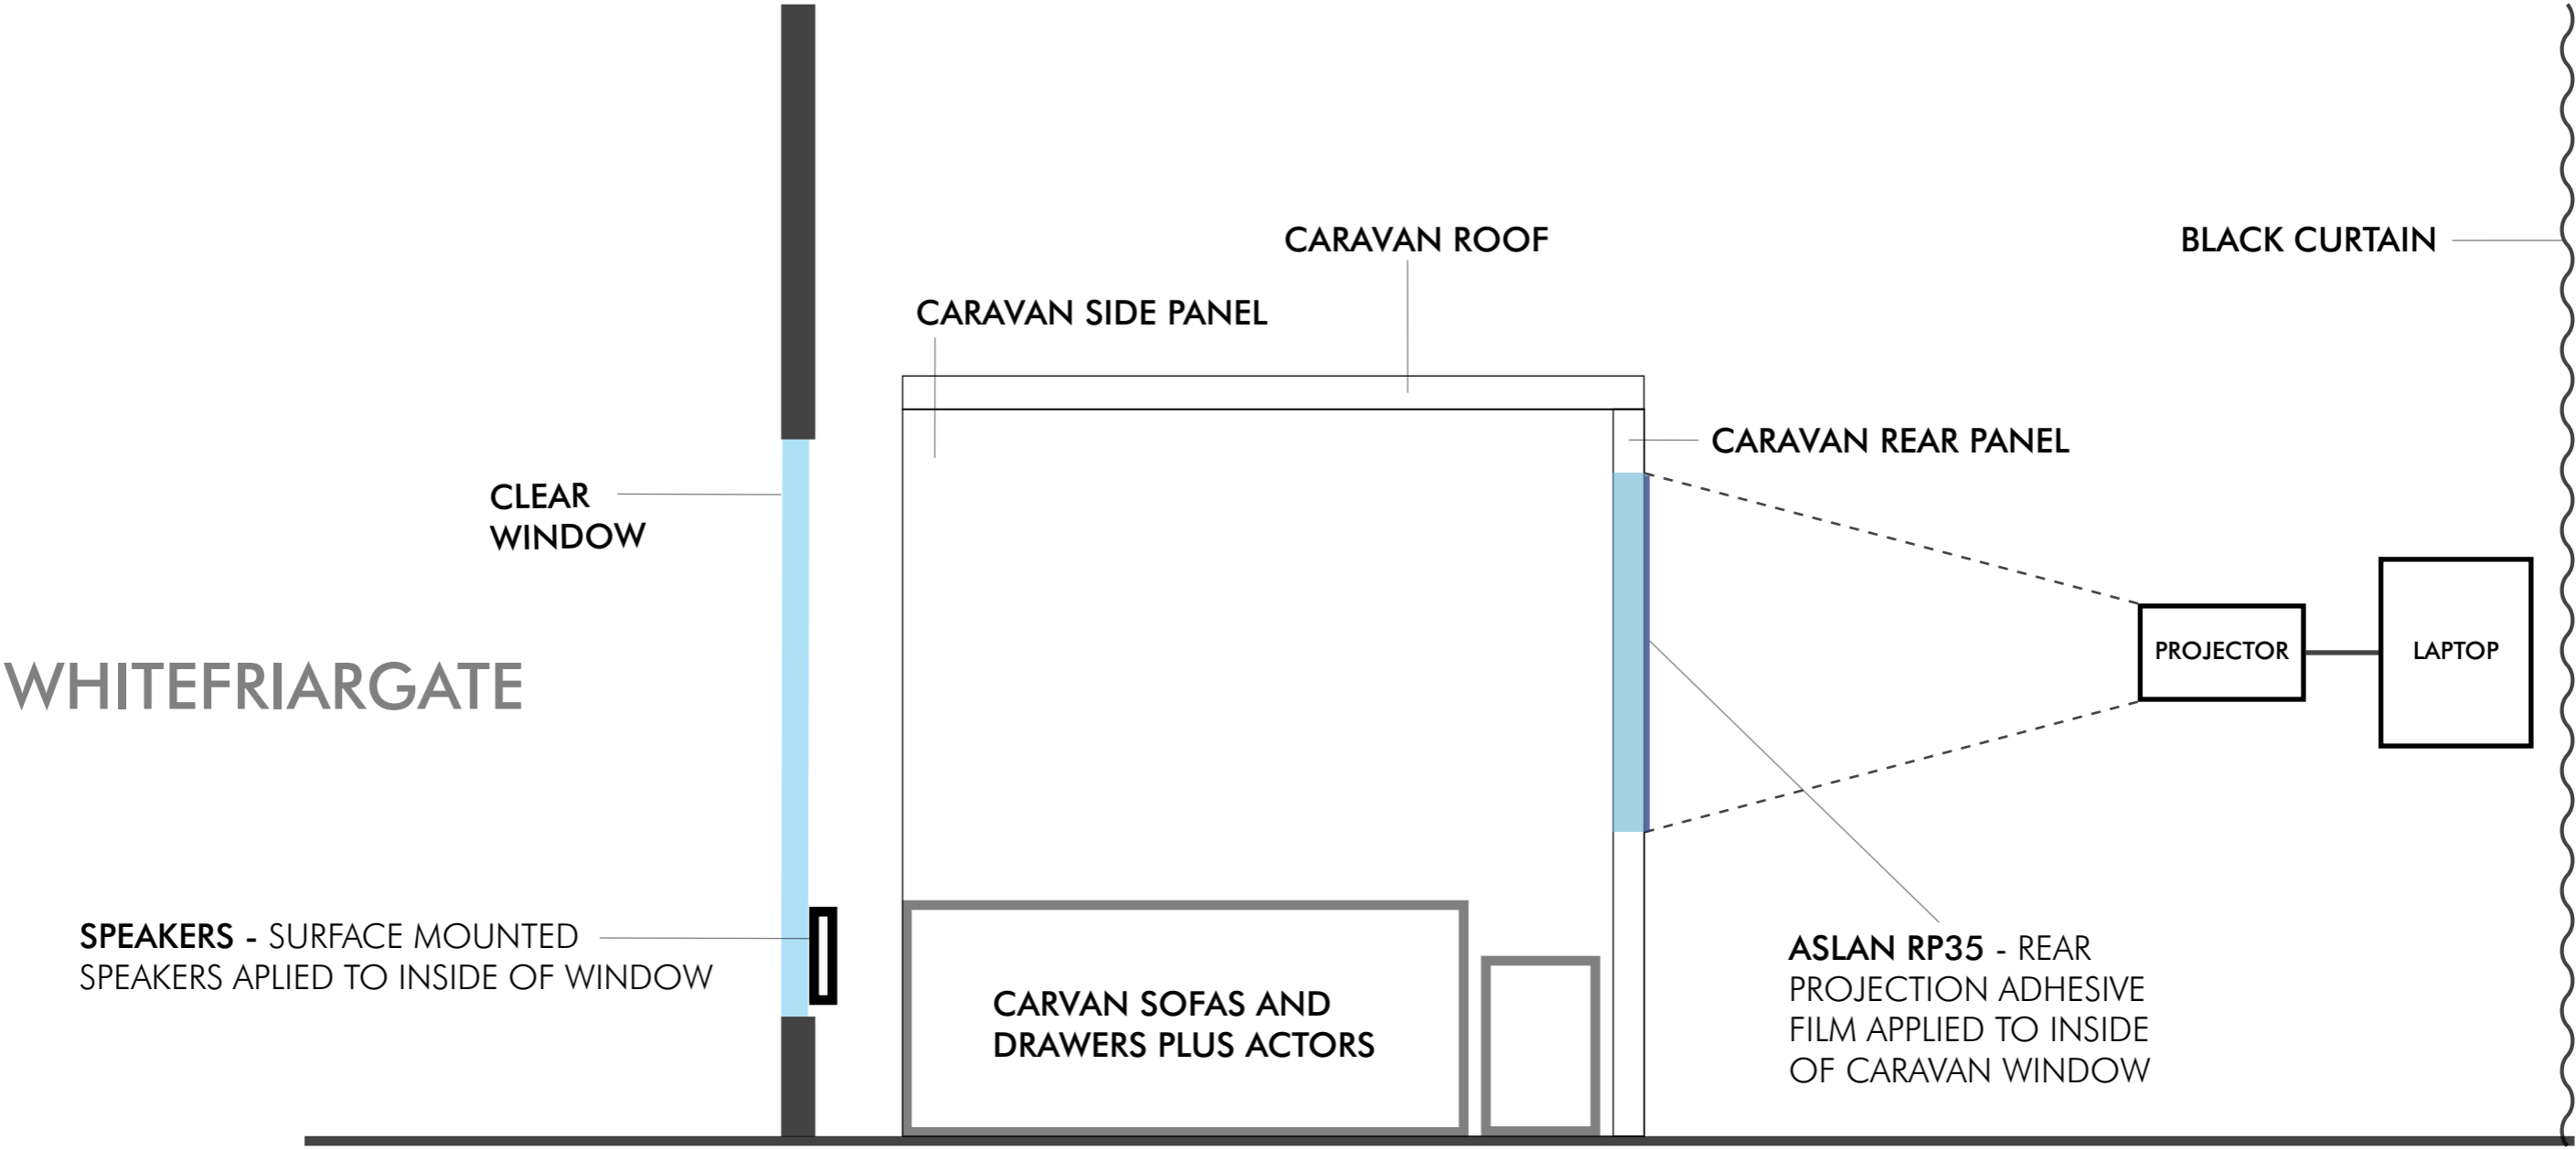 CARAVAN ROOF
BLACK CURTAIN
CARAVAN SIDE PANEL
CARAVAN REAR PANEL
CLEAR
WINDOW
PROJECTOR
LAPTOP
WHITEFRIARGATE
SPEAKERS - SURFACE MOUNTED
SPEAKERS APLIED TO INSIDE OF WINDOW
CARVAN SOFAS AND
DRAWERS PLUS ACTORS
ASLAN RP35 - REAR
PROJECTION ADHESIVE
FILM APPLIED TO INSIDE
OF CARAVAN WINDOW